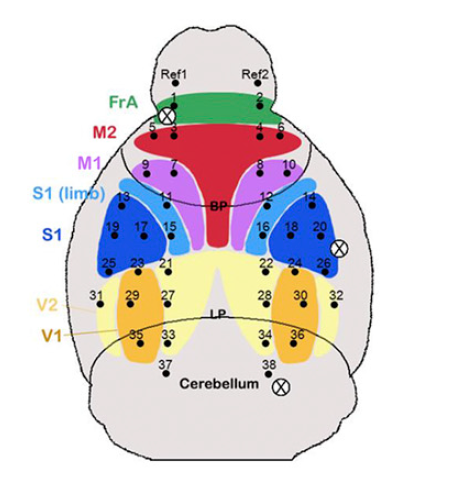 Ref1 Ref2
FrA 1 2
M2 5 3 4 6
M1 9 7 8 10
S1 (limb) 13 11 12 14
BP
S1 19 17 15 16 18 20
25 23 21 22 24 26
V2 31 29 27 28 30 32
LP
V1 35 33 34 36
37 38
Cerebellum